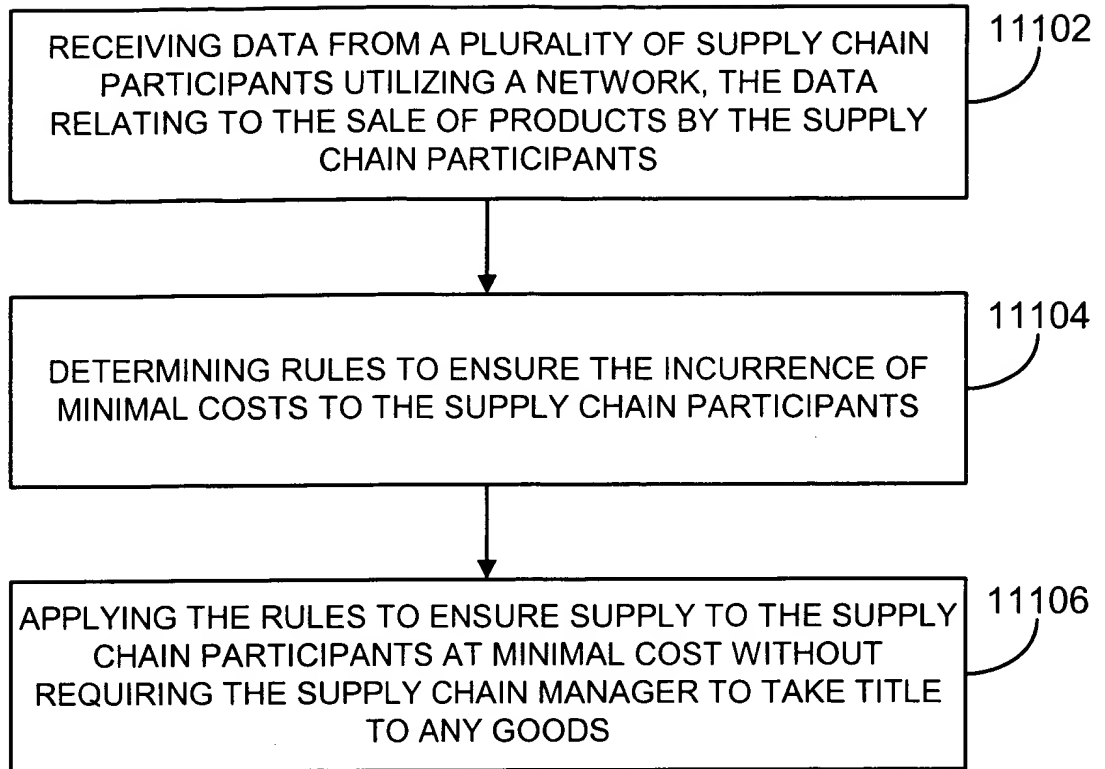 RECEIVING DATA FROM A PLURALITY OF SUPPLY CHAIN
PARTICIPANTS UTILIZING A NETWORK, THE DATA
RELATING TO THE SALE OF PRODUCTS BY THE SUPPLY
CHAIN PARTICIPANTS
11102
DETERMINING RULES TO ENSURE THE INCURRENCE OF
MINIMAL COSTS TO THE SUPPLY CHAIN PARTICIPANTS
11104
APPLYING THE RULES TO ENSURE SUPPLY TO THE SUPPLY
CHAIN PARTICIPANTS AT MINIMAL COST WITHOUT
REQUIRING THE SUPPLY CHAIN MANAGER TO TAKE TITLE
TO ANY GOODS
11106